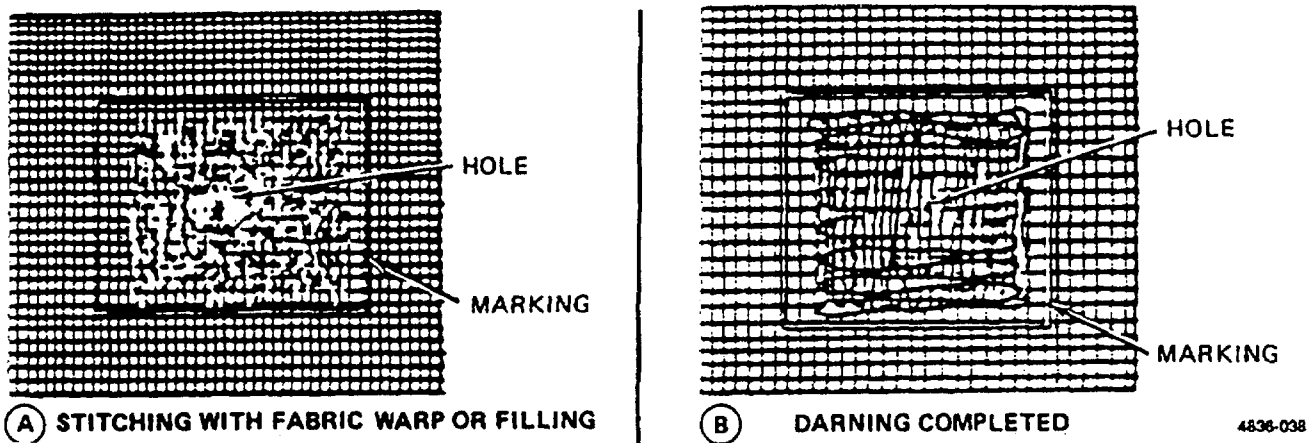 HOLE
MARKING
(A) STITCHING WITH FABRIC WARP OR FILLING
HOLE
MARKING
(B) DARNING COMPLETED
4836-038